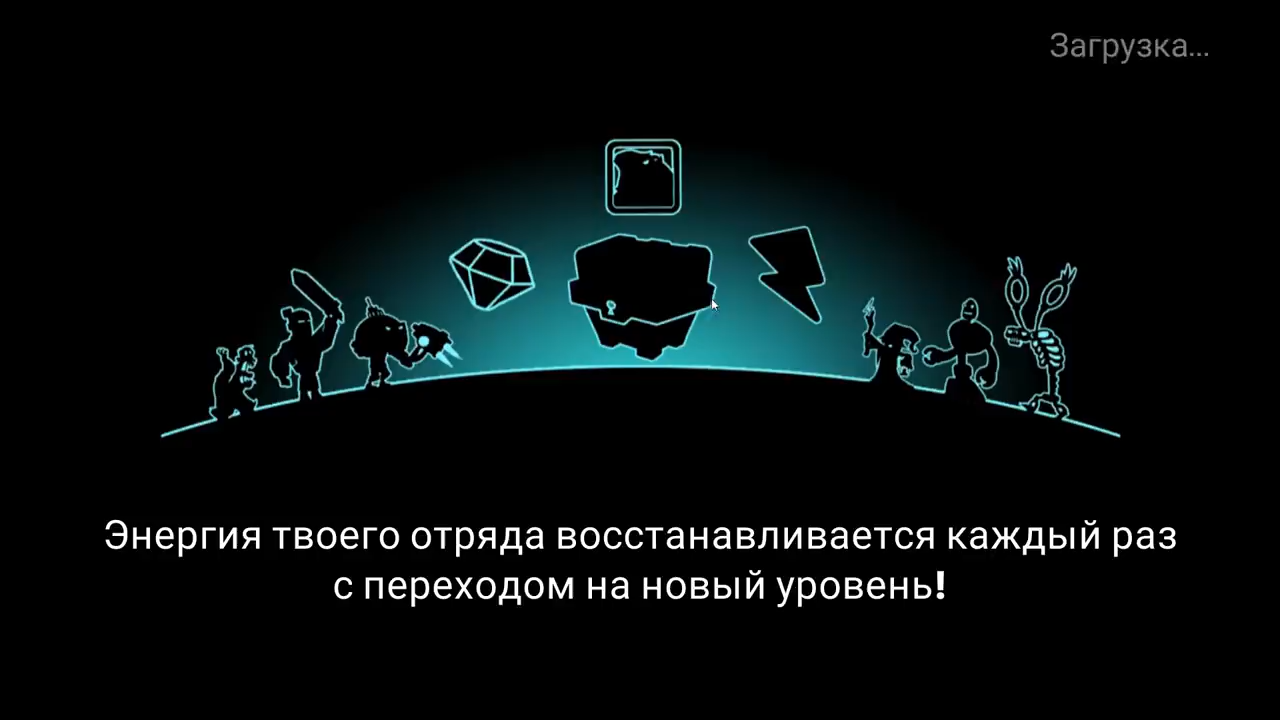 Загрузка...
Энергия твоего отряда восстанавливается каждый раз
с переходом на новый уровень!